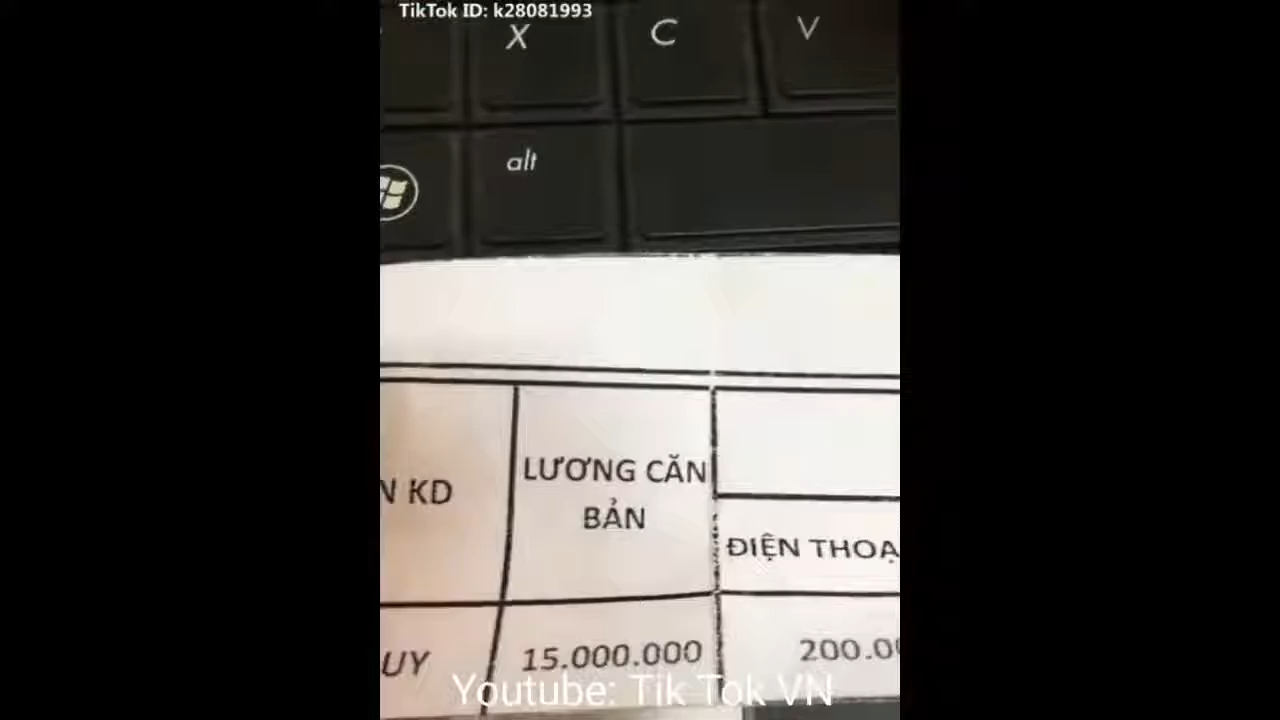 TikTok ID: k28081993
X C V
alt
LƯƠNG CĂN
BẢN
KD
ĐIỆN THOẠ
UY
15.000.000
200.0
Youtube: Tik Tok VN